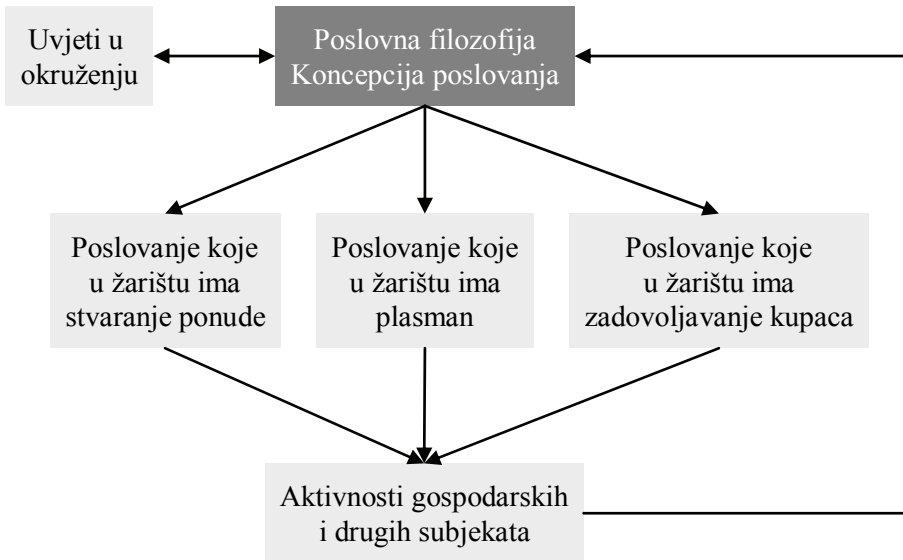 Uvjeti u
okruženju
Poslovna filozofija
Koncepcija poslovanja
Poslovanje koje
u žarištu ima
stvaranje ponude
Poslovanje koje
u žarištu ima
plasman
Poslovanje koje
u žarištu ima
zadovoljavanje kupaca
Aktivnosti gospodarskih
i drugih subjekata